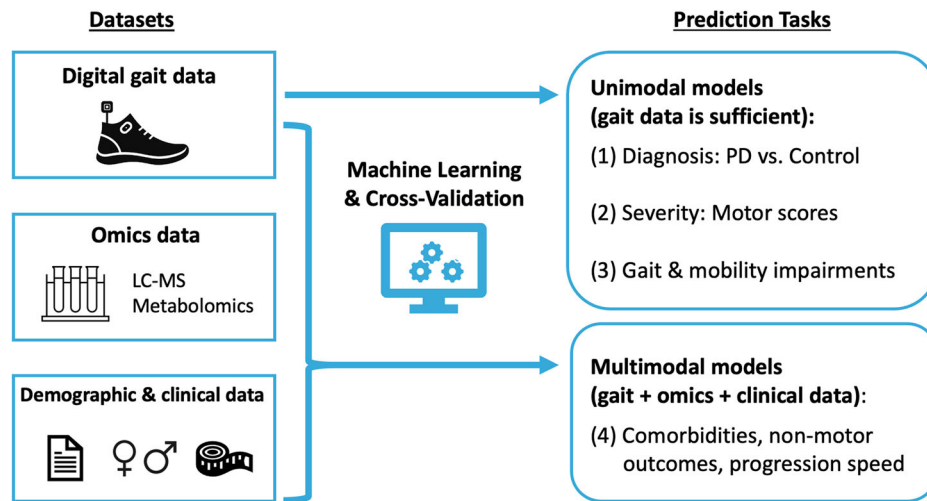 Datasets
Digital gait data
Omics data
LC-MS
Metabolomics
Demographic & clinical data
Machine Learning
& Cross-Validation
Prediction Tasks
Unimodal models
(gait data is sufficient):
(1) Diagnosis: PD vs. Control
(2) Severity: Motor scores
(3) Gait & mobility impairments
Multimodal models
(gait + omics + clinical data):
(4) Comorbidities, non-motor
outcomes, progression speed